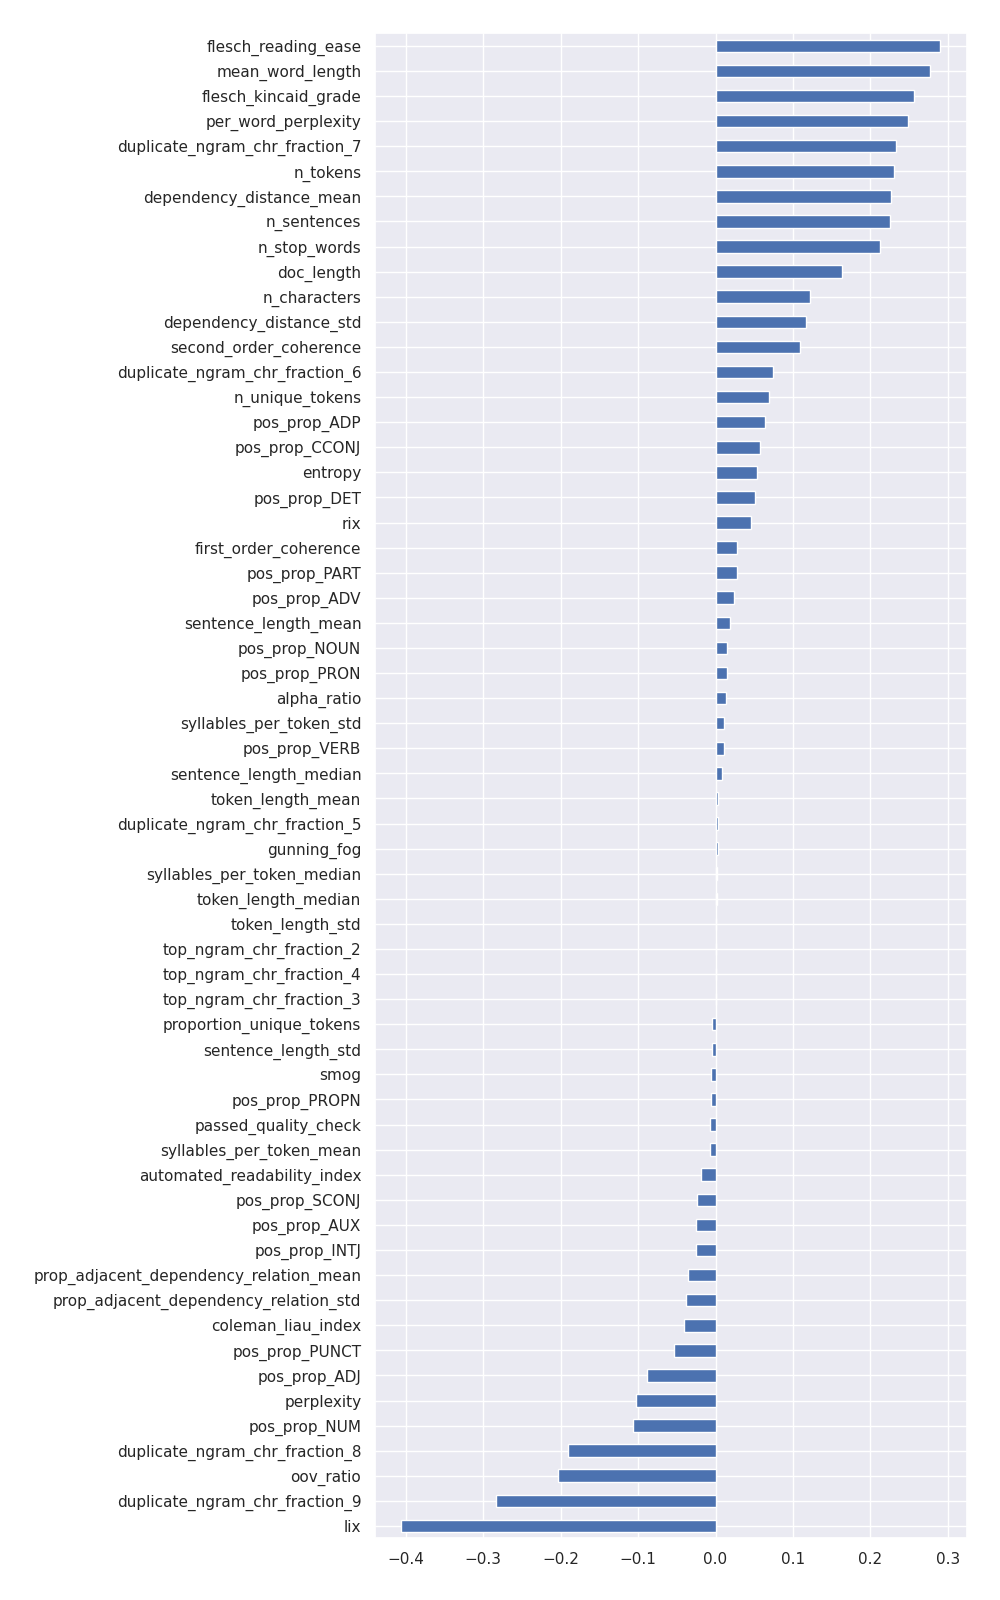 flesch_reading_ease
mean_word_length
flesch_kincaid_grade
per_word_perplexity
duplicate_ngram_chr_fraction_7
n_tokens
dependency_distance_mean
n_sentences
n_stop_words
doc_length
n_characters
dependency_distance_std
second_order_coherence
duplicate_ngram_chr_fraction_6
n_unique_tokens
pos_prop_ADP
pos_prop_CCONJ
entropy
pos_prop_DET
rix
first_order_coherence
pos_prop_PART
pos_prop_ADV
sentence_length_mean
pos_prop_NOUN
pos_prop_PRON
alpha_ratio
syllables_per_token_std
pos_prop_VERB
sentence_length_median
token_length_mean
duplicate_ngram_chr_fraction_5
gunning_fog
syllables_per_token_median
token_length_median
token_length_std
top_ngram_chr_fraction_2
top_ngram_chr_fraction_4
top_ngram_chr_fraction_3
proportion_unique_tokens
sentence_length_std
smog
pos_prop_PROPN
passed_quality_check
syllables_per_token_mean
automated_readability_index
pos_prop_SCONJ
pos_prop_AUX
pos_prop_INTJ
prop_adjacent_dependency_relation_mean
prop_adjacent_dependency_relation_std
coleman_liau_index
pos_prop_PUNCT
pos_prop_ADJ
perplexity
pos_prop_NUM
duplicate_ngram_chr_fraction_8
oov_ratio
duplicate_ngram_chr_fraction_9
lix
−0.4 −0.3 −0.2 −0.1 0.0 0.1 0.2 0.3